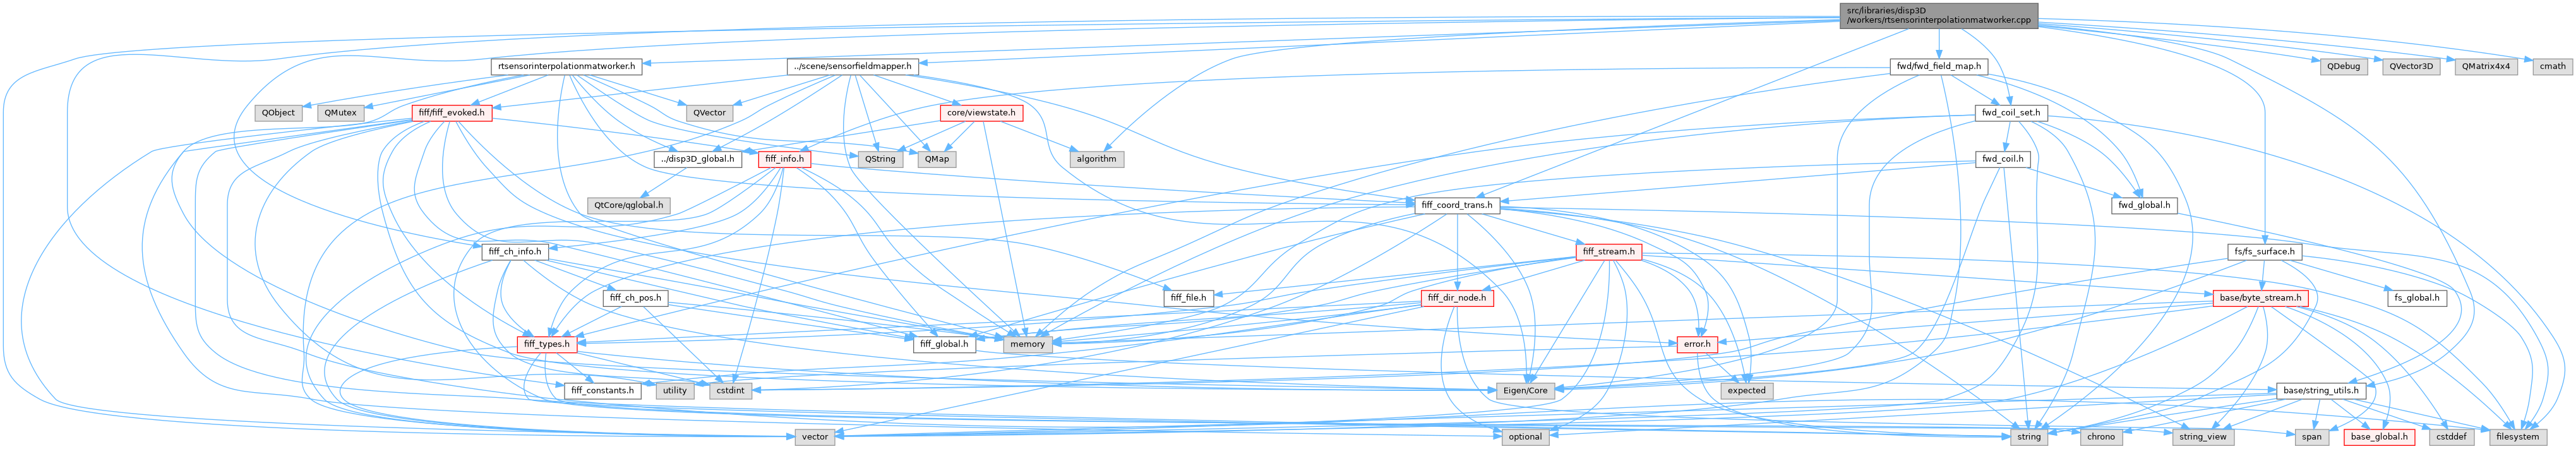 src/libraries/disp3D
/workers/rtsensorinterpolationmatworker.cpp
rtsensorinterpolationmatworker.h
../scene/sensorfieldmapper.h
fwd/fwd_field_map.h
QDebug
QVector3D
QMatrix4x4
cmath
QObject
QMutex
fiff/fiff_evoked.h
QVector
core/viewstate.h
fwd_coil_set.h
../disp3D_global.h
fiff_info.h
QString
QMap
algorithm
fwd_coil.h
QtCore/qglobal.h
fiff_coord_trans.h
fwd_global.h
fiff_ch_info.h
fiff_stream.h
fs/fs_surface.h
fiff_ch_pos.h
fiff_file.h
fiff_dir_node.h
base/byte_stream.h
fs_global.h
fiff_types.h
fiff_global.h
memory
error.h
fiff_constants.h
utility
cstdint
Eigen/Core
expected
base/string_utils.h
vector
optional
string
chrono
string_view
span
base_global.h
cstddef
filesystem